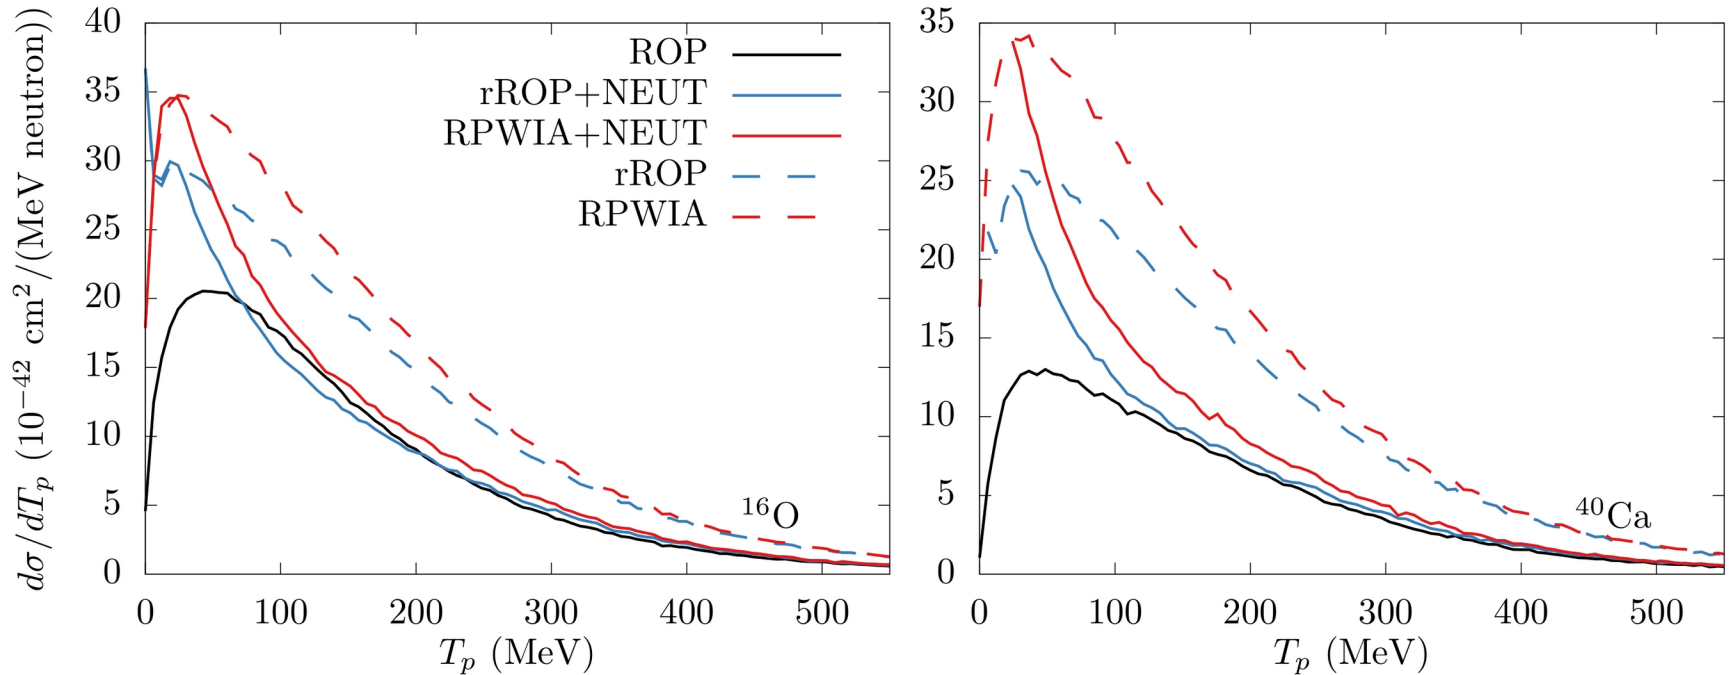 dσ/dT_p (10⁻⁴² cm²/(MeV neutron))
40
35
30
25
20
15
10
5
0
ROP
rROP+NEUT
RPWIA+NEUT
rROP
RPWIA
¹⁶O
0 100 200 300 400 500
T_p (MeV)
35
30
25
20
15
10
5
0
⁴⁰Ca
0 100 200 300 400 500
T_p (MeV)